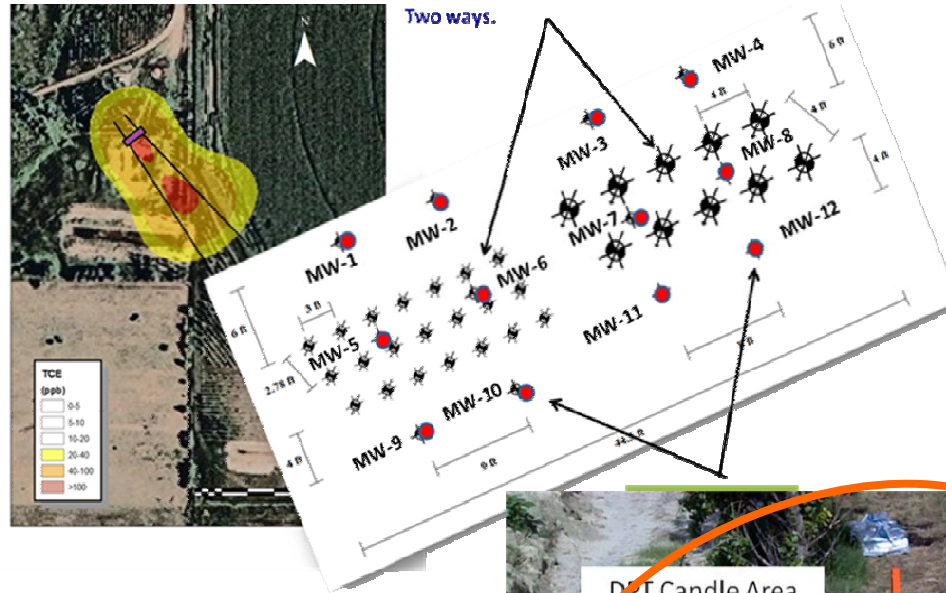 Two ways.
N
MW-4
6 ft
4 ft
4 ft
MW-3
MW-8
4 ft
MW-2
MW-7
MW-12
MW-1
MW-6
3 ft
6 ft
MW-11
MW-5
2.78 ft
MW-10
MW-9
4 ft
9 ft
TCE
(ppb)
0-5
5-10
10-20
20-40
40-100
>100
DPT Candle Area